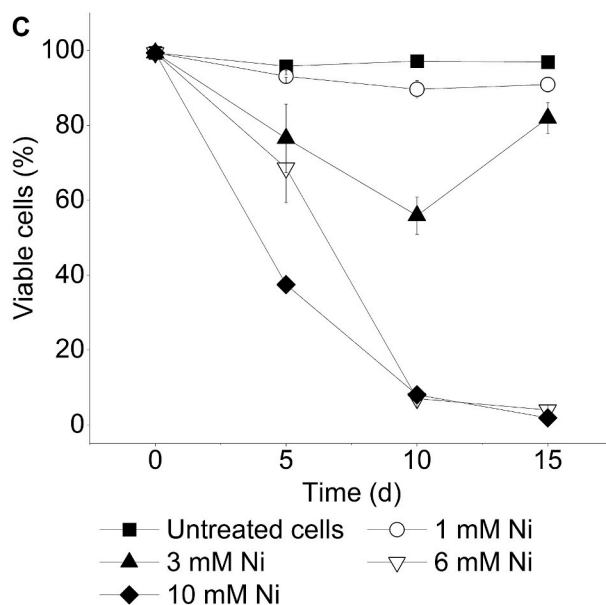 C
100
80
60
40
20
0
Viable cells (%)
0 5 10 15
Time (d)
Untreated cells 1 mM Ni
3 mM Ni 6 mM Ni
10 mM Ni